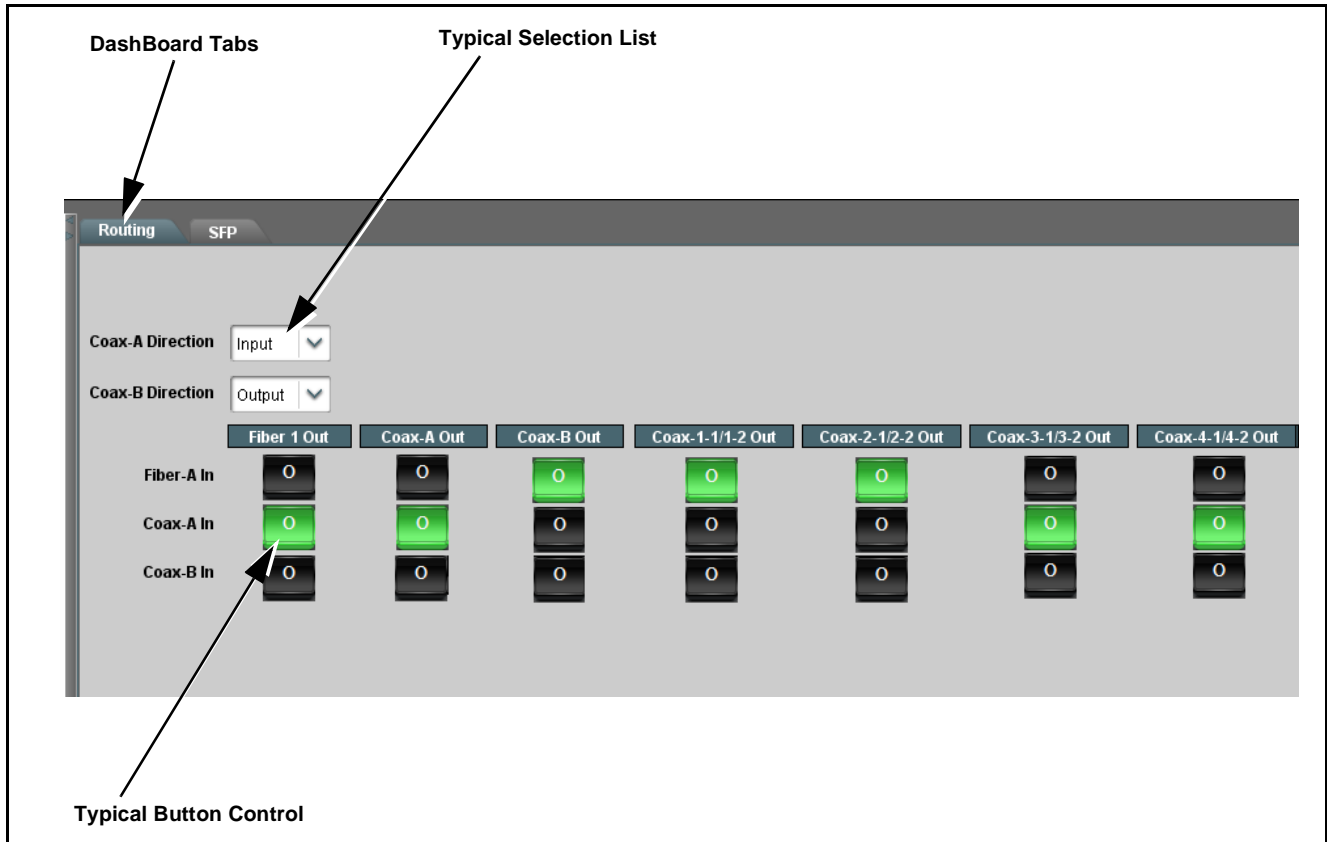 DashBoard Tabs
Typical Selection List
Routing SFP
Coax-A Direction Input
Coax-B Direction Output
Fiber 1 Out Coax-A Out Coax-B Out Coax-1-1/1-2 Out Coax-2-1/2-2 Out Coax-3-1/3-2 Out Coax-4-1/4-2 Out
Fiber-A In O O O O O O O
Coax-A In O O O O O O O
Coax-B In O O O O O O O
Typical Button Control